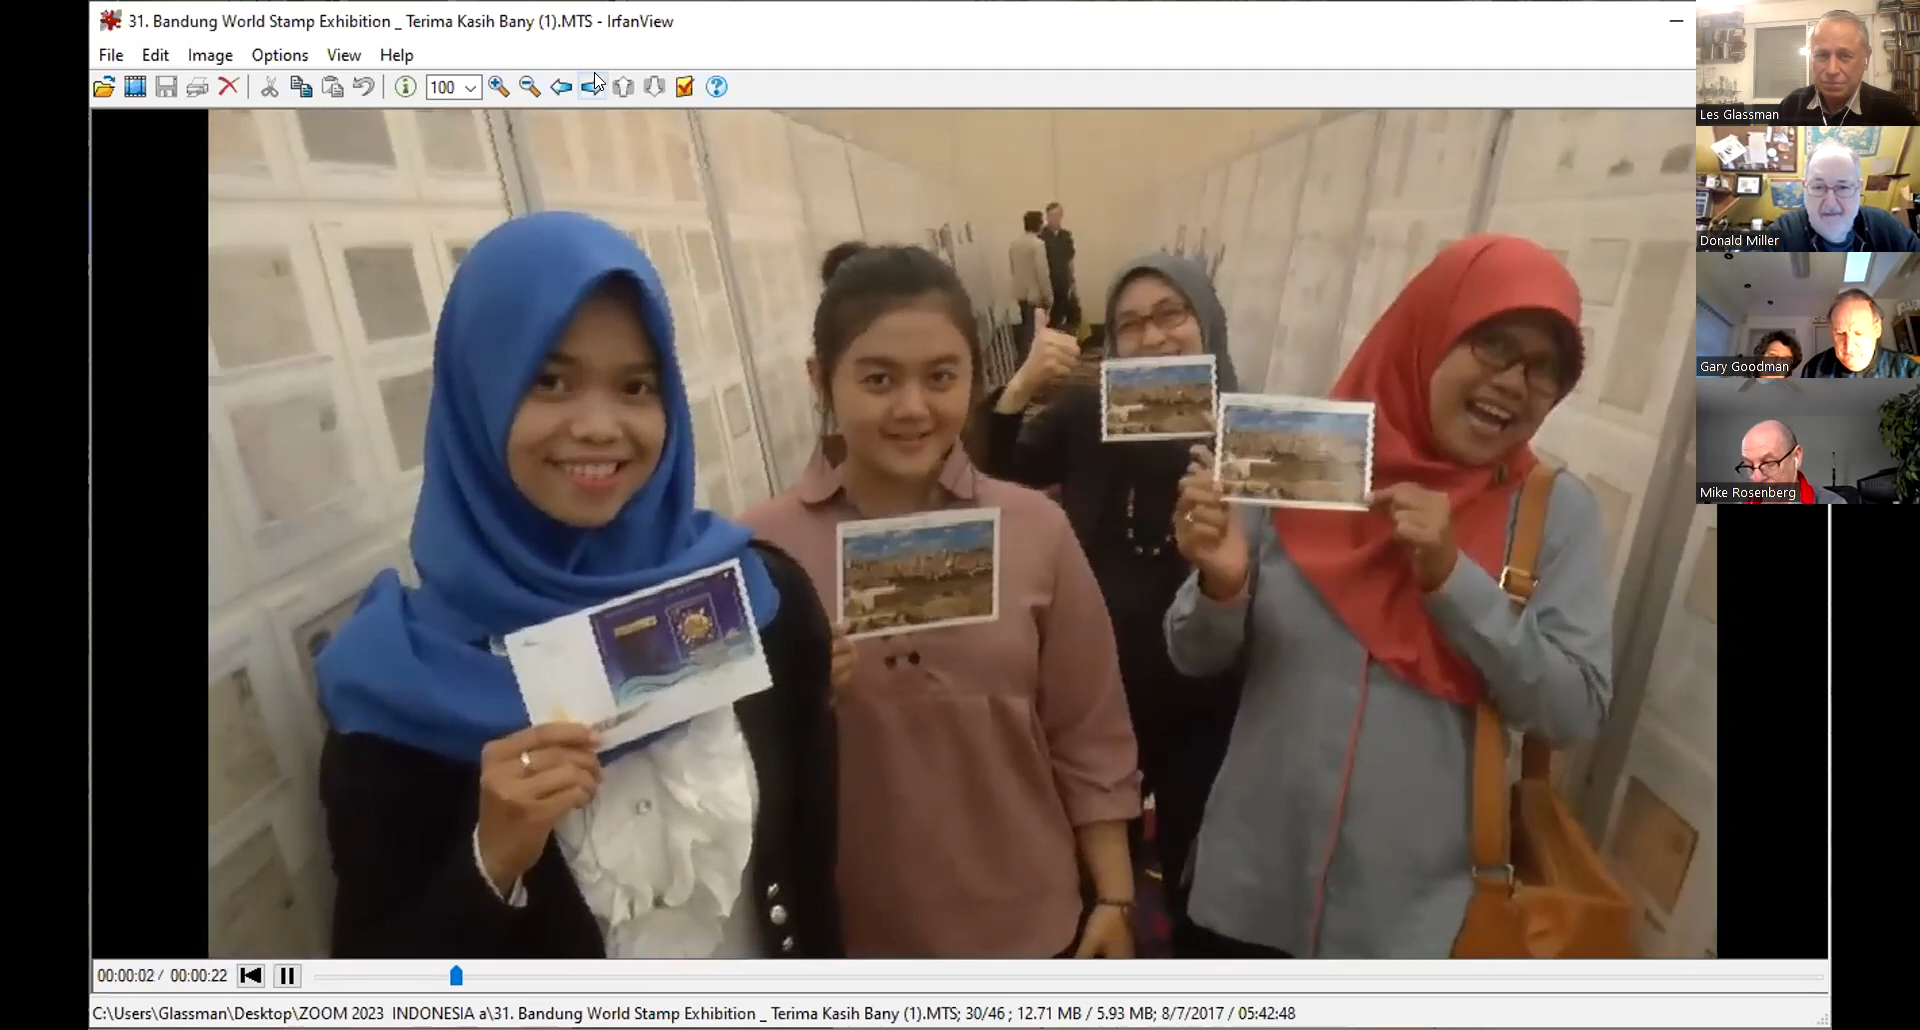 31. Bandung World Stamp Exhibition _ Terima Kasih Bany (1).MTS - IrfanView
File Edit Image Options View Help
100
Les Glassman
Donald Miller
Gary Goodman
Mike Rosenberg
00:00:02 / 00:00:22
C:\Users\Glassman\Desktop\ZOOM 2023  INDONESIA a\31. Bandung World Stamp Exhibition _ Terima Kasih Bany (1).MTS; 30/46 ; 12.71 MB / 5.93 MB; 8/7/2017 / 05:42:48